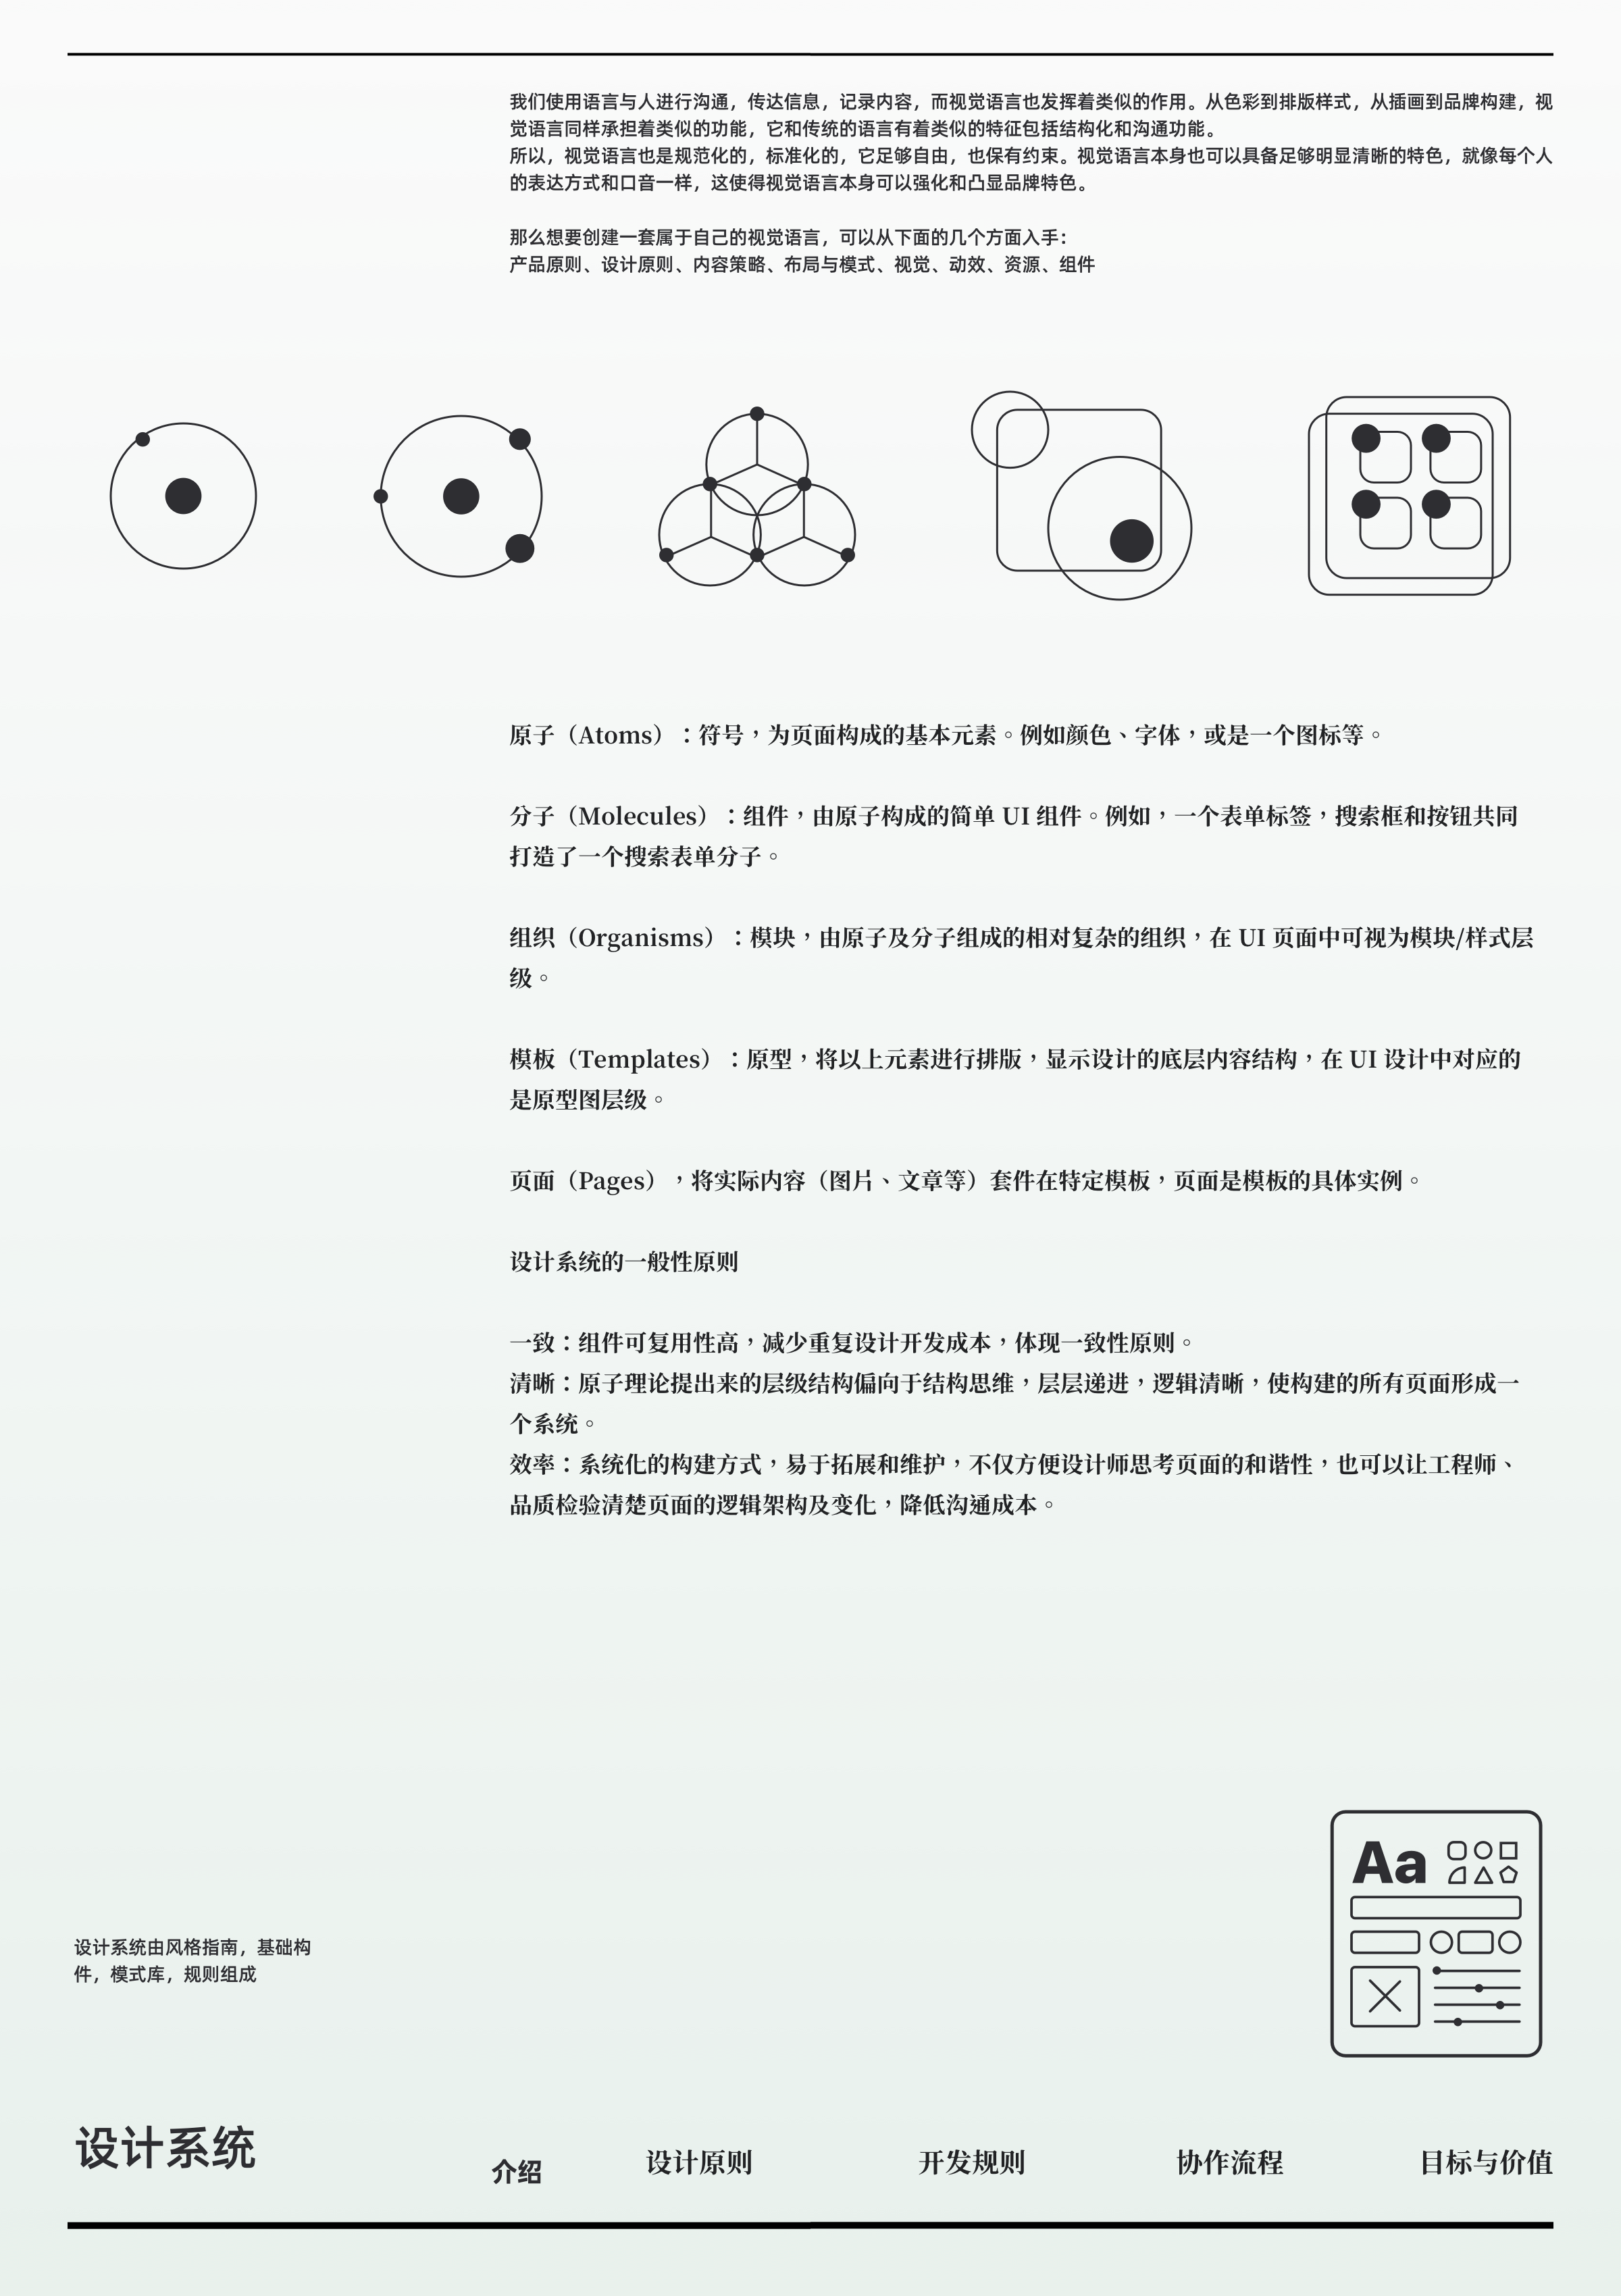 我们使用语言与人进行沟通，传达信息，记录内容，而视觉语言也发挥着类似的作用。从色彩到排版样式，从插画到品牌构建，视
觉语言同样承担着类似的功能，它和传统的语言有着类似的特征包括结构化和沟通功能。
所以，视觉语言也是规范化的，标准化的，它足够自由，也保有约束。视觉语言本身也可以具备足够明显清晰的特色，就像每个人
的表达方式和口音一样，这使得视觉语言本身可以强化和凸显品牌特色。
那么想要创建一套属于自己的视觉语言，可以从下面的几个方面入手：
产品原则、设计原则、内容策略、布局与模式、视觉、动效、资源、组件
原子（Atoms）：符号，为页面构成的基本元素。例如颜色、字体，或是一个图标等。
分子（Molecules）：组件，由原子构成的简单 UI 组件。例如，一个表单标签，搜索框和按钮共同
打造了一个搜索表单分子。
组织（Organisms）：模块，由原子及分子组成的相对复杂的组织，在 UI 页面中可视为模块/样式层
级。
模板（Templates）：原型，将以上元素进行排版，显示设计的底层内容结构，在 UI 设计中对应的
是原型图层级。
页面（Pages），将实际内容（图片、文章等）套件在特定模板，页面是模板的具体实例。
设计系统的一般性原则
一致：组件可复用性高，减少重复设计开发成本，体现一致性原则。
清晰：原子理论提出来的层级结构偏向于结构思维，层层递进，逻辑清晰，使构建的所有页面形成一
个系统。
效率：系统化的构建方式，易于拓展和维护，不仅方便设计师思考页面的和谐性，也可以让工程师、
品质检验清楚页面的逻辑架构及变化，降低沟通成本。
Aa
设计系统由风格指南，基础构
件，模式库，规则组成
设计系统
介绍
设计原则
开发规则
协作流程
目标与价值